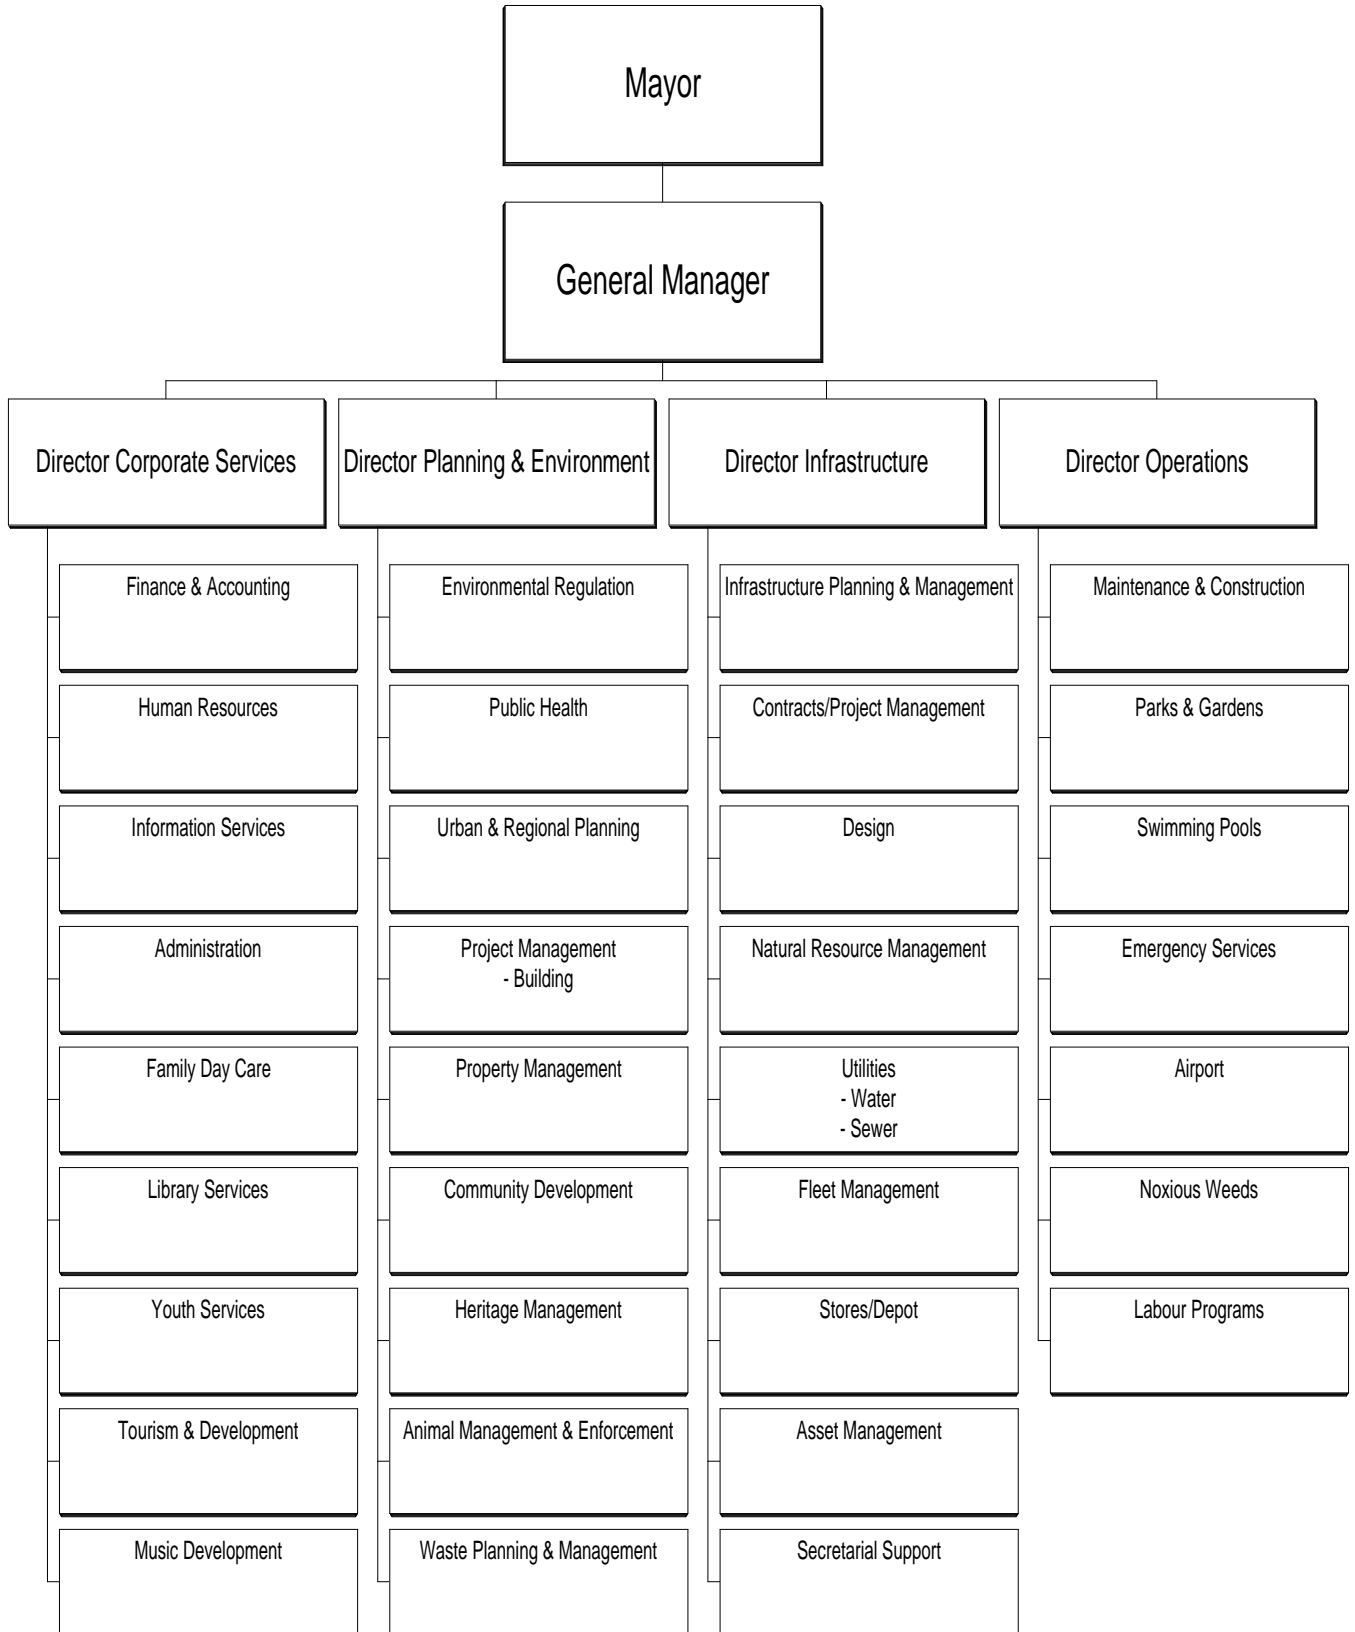 Mayor
General Manager
Director Corporate Services
Director Planning & Environment
Director Infrastructure
Director Operations
Finance & Accounting
Human Resources
Information Services
Administration
Family Day Care
Library Services
Youth Services
Tourism & Development
Music Development
Environmental Regulation
Public Health
Urban & Regional Planning
Project Management
- Building
Property Management
Community Development
Heritage Management
Animal Management & Enforcement
Waste Planning & Management
Infrastructure Planning & Management
Contracts/Project Management
Design
Natural Resource Management
Utilities
- Water
- Sewer
Fleet Management
Stores/Depot
Asset Management
Secretarial Support
Maintenance & Construction
Parks & Gardens
Swimming Pools
Emergency Services
Airport
Noxious Weeds
Labour Programs